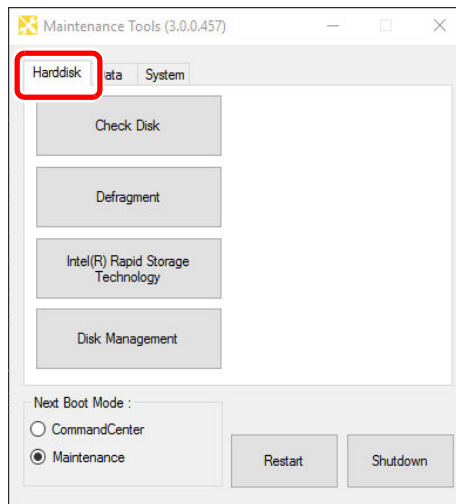 Maintenance Tools (3.0.0.457)
Harddisk ata System
Check Disk
Defragment
Intel(R) Rapid Storage
Technology
Disk Management
Next Boot Mode :
CommandCenter
Maintenance
Restart
Shutdown